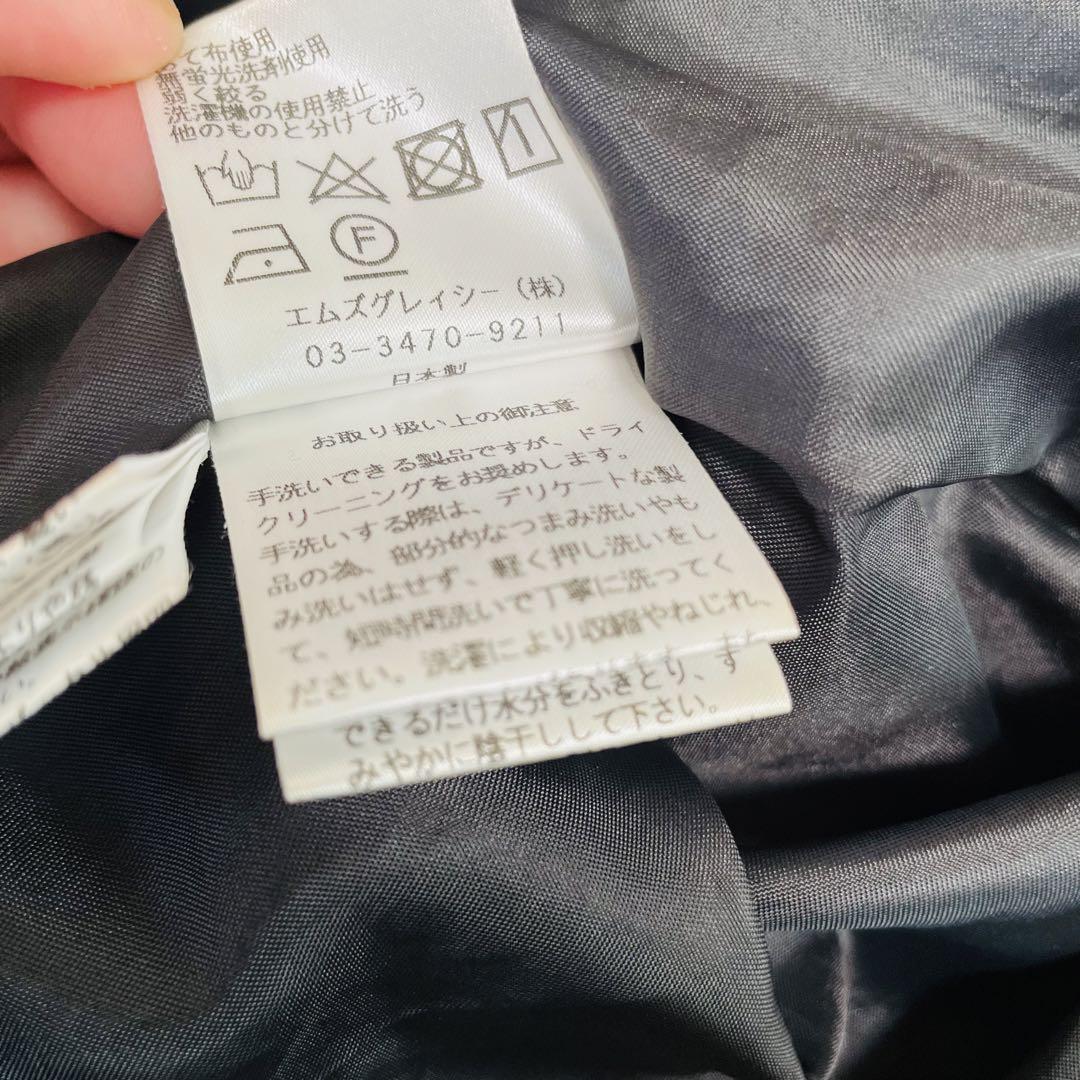 あて布使用
無蛍光洗剤使用
弱く絞る
洗濯機の使用禁止
他のものと分けて洗う
F
エムズグレイシー(株)
03-3470-9211
日本製
お取り扱い上の御注意
手洗いできる製品ですが、ドライ
クリーニングをお奨めします。
手洗いする際は、デリケートな製
品の為、部分的なつまみ洗いやも
み洗いはせず、軽く押し洗いをし
て、短時間洗いで丁寧に洗ってく
ださい。洗濯により収縮やねじれ、
できるだけ水分をふきとり、す
みやかに陰干しして下さい。